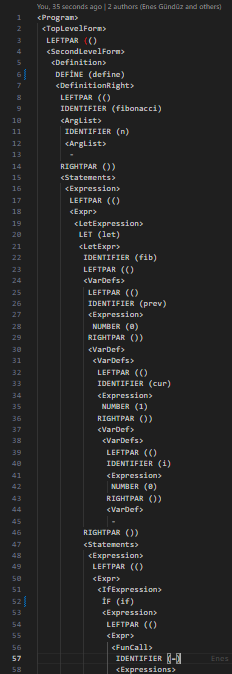 You, 35 seconds ago | 2 authors (Enes Gündüz and others)
1 <Program>
2 <TopLevelForm>
3 LEFTPAR (()
4 <SecondLevelForm>
5 <Definition>
6 DEFİNE (define)
7 <DefinitionRight>
8 LEFTPAR (()
9 IDENTIFIER (fibonacci)
10 <ArgList>
11 IDENTIFIER (n)
12 <ArgList>
13 -
14 RIGHTPAR ())
15 <Statements>
16 <Expression>
17 LEFTPAR (()
18 <Expr>
19 <LetExpression>
20 LET (let)
21 <LetExpr>
22 IDENTIFIER (fib)
23 LEFTPAR (()
24 <VarDefs>
25 LEFTPAR (()
26 IDENTIFIER (prev)
27 <Expression>
28 NUMBER (0)
29 RIGHTPAR ())
30 <VarDef>
31 <VarDefs>
32 LEFTPAR (()
33 IDENTIFIER (cur)
34 <Expression>
35 NUMBER (1)
36 RIGHTPAR ())
37 <VarDef>
38 <VarDefs>
39 LEFTPAR (()
40 IDENTIFIER (i)
41 <Expression>
42 NUMBER (0)
43 RIGHTPAR ())
44 <VarDef>
45 -
46 RIGHTPAR ())
47 <Statements>
48 <Expression>
49 LEFTPAR (()
50 <Expr>
51 <IfExpression>
52 İF (if)
53 <Expression>
54 LEFTPAR (()
55 <Expr>
56 <FunCall>
57 IDENTIFIER (=) Enes
58 <Expressions>